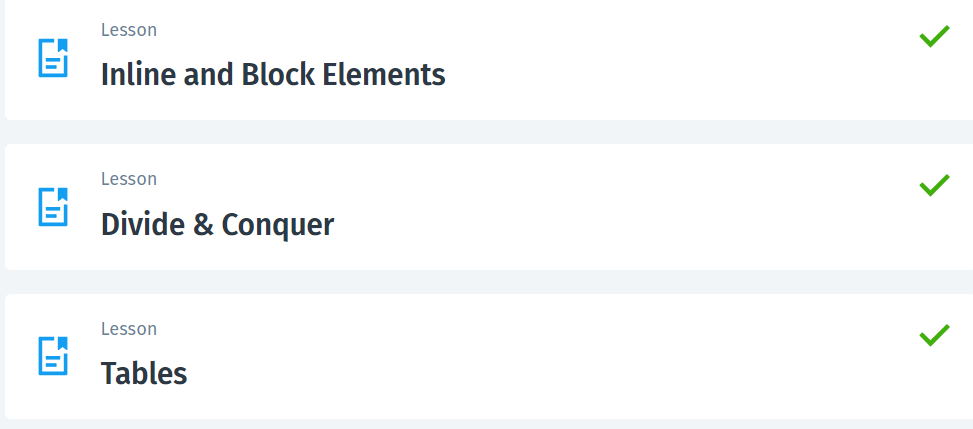 Lesson
Inline and Block Elements
Lesson
Divide & Conquer
Lesson
Tables